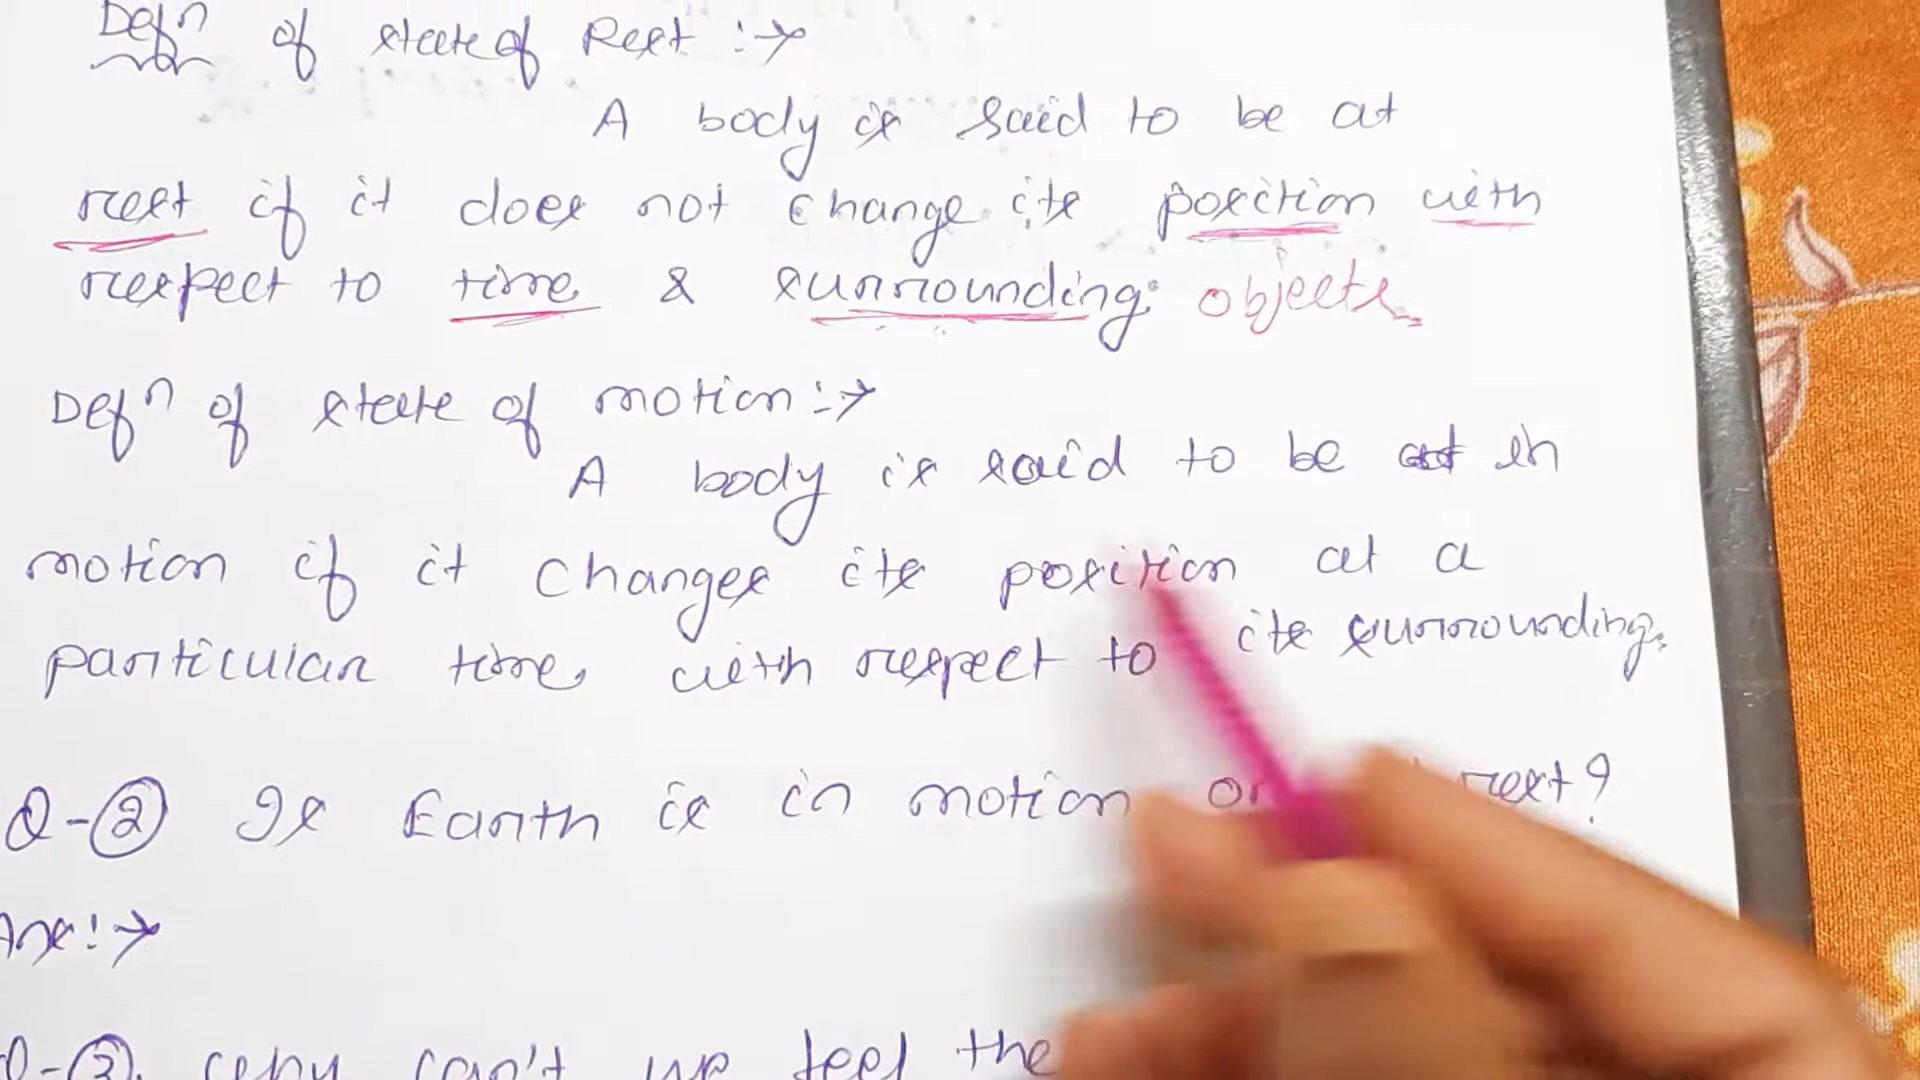 Defn of state of Rest :→
A body is said to be at
rest if it does not change its position with
respect to time & surrounding. objects.
Defn of state of motion :→
A body is said to be at in
motion if it changes its position at a
particular time, with respect to its surrounding.
Q-② Is Earth is in motion or rest?
Ans:→
Q-③. Why can't we feel the